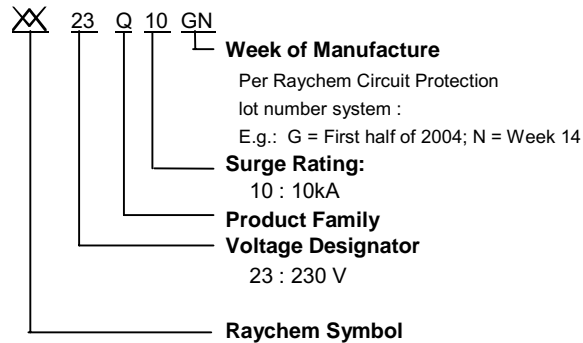 23 Q 10 GN
Week of Manufacture
Per Raychem Circuit Protection
lot number system :
E.g.: G = First half of 2004; N = Week 14
Surge Rating:
10 : 10kA
Product Family
Voltage Designator
23 : 230 V
Raychem Symbol